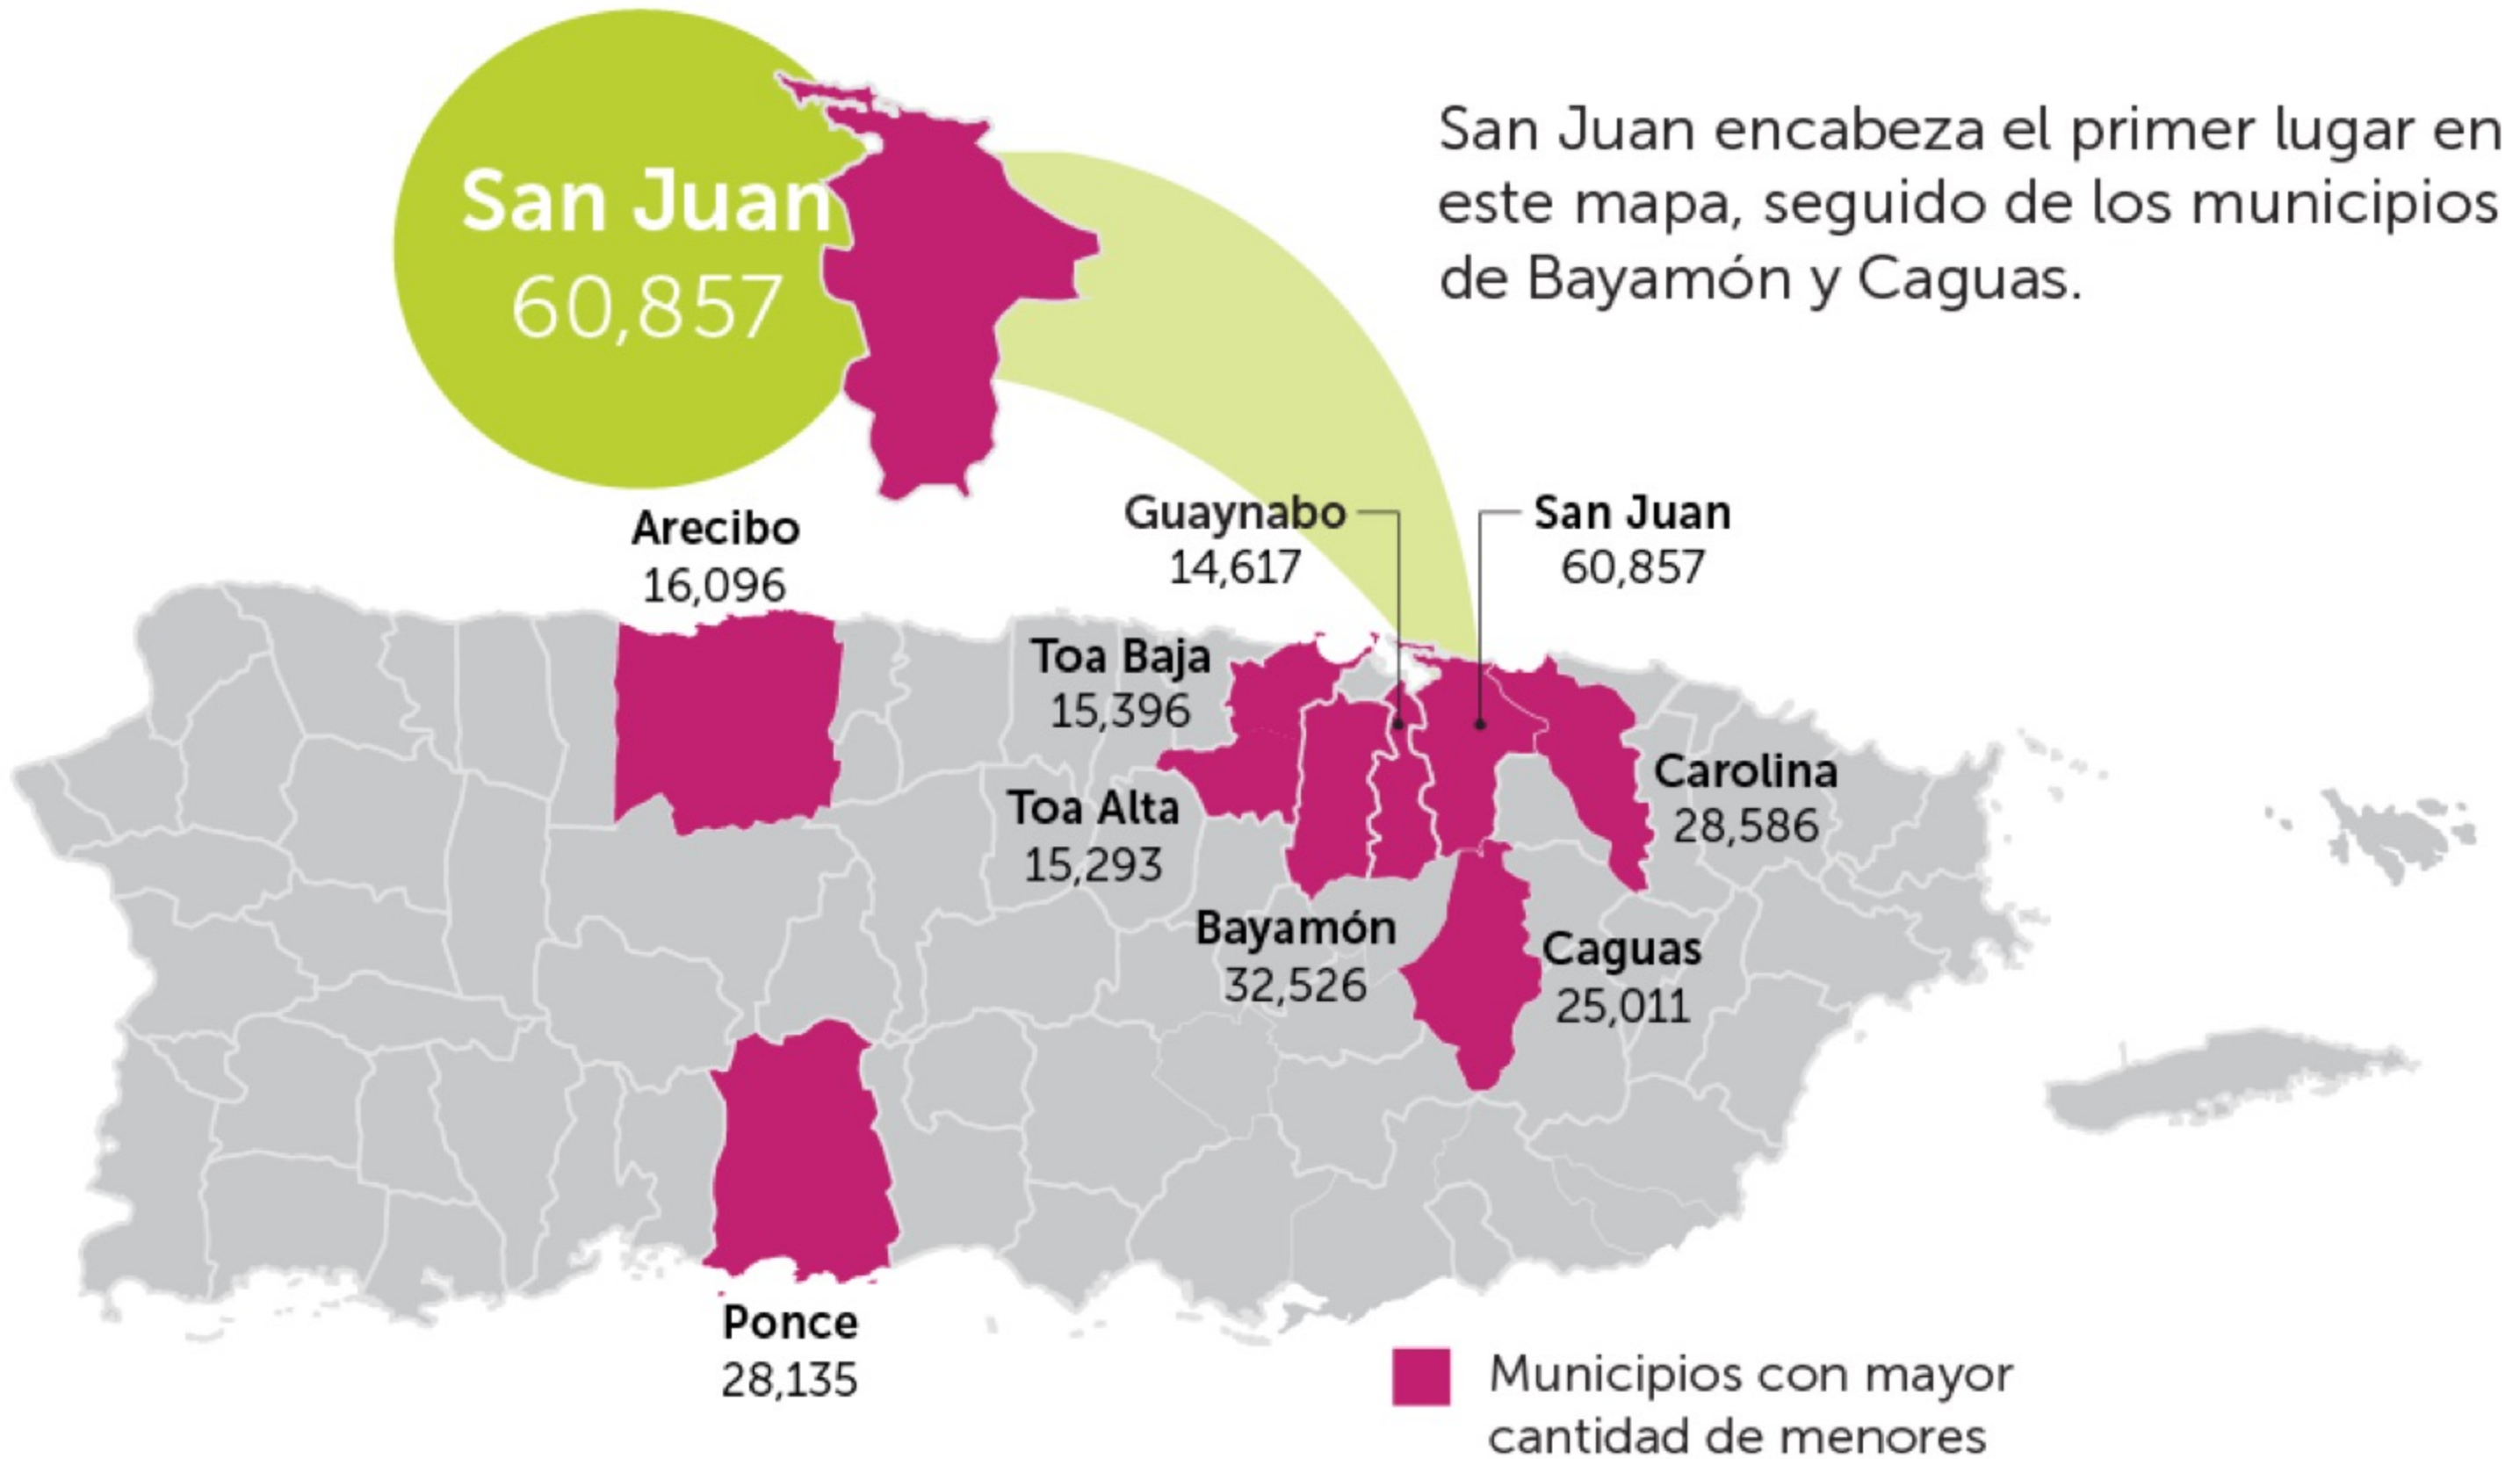 San Juan
60,857
San Juan encabeza el primer lugar en
este mapa, seguido de los municipios
de Bayamón y Caguas.
Arecibo
16,096
Guaynabo
14,617
San Juan
60,857
Toa Baja
15,396
Toa Alta
15,293
Carolina
28,586
Bayamón
32,526
Caguas
25,011
Ponce
28,135
Municipios con mayor
cantidad de menores